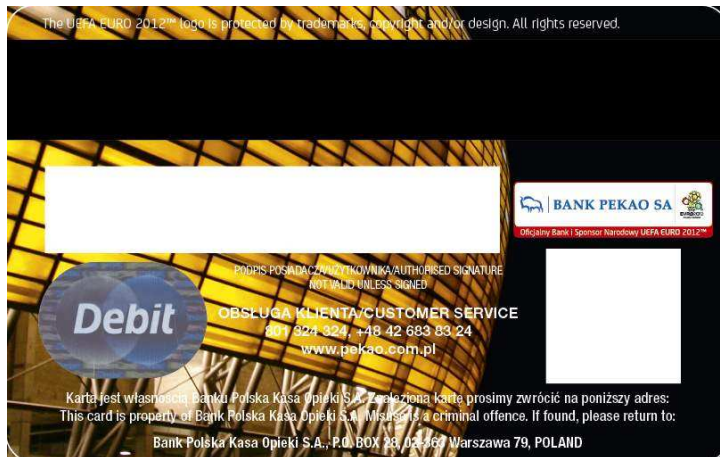 The UEFA EURO 2012™ logo is protected by trademarks, copyright and/or design. All rights reserved.
BANK PEKAO SA
Oficjalny Bank i Sponsor Narodowy UEFA EURO 2012™
PODPIS POSIADACZA/UŻYTKOWNIKA/AUTHORISED SIGNATURE
NOT VALID UNLESS SIGNED
Debit
OBSŁUGA KLIENTA/CUSTOMER SERVICE
801 324 324, +48 42 683 83 24
www.pekao.com.pl
Karta jest własnością Banku Polska Kasa Opieki S.A. Znalezioną kartę prosimy zwrócić na poniższy adres:
This card is property of Bank Polska Kasa Opieki S.A. Misuse is a criminal offence. If found, please return to:
Bank Polska Kasa Opieki S.A., P.O. BOX 28, 02-367 Warszawa 79, POLAND